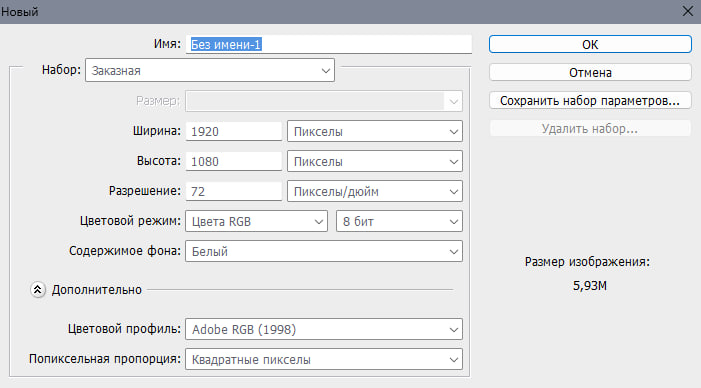 Новый
Имя: Без имени-1
ОК
Набор: Заказная
Отмена
Размер:
Сохранить набор параметров...
Ширина: 1920 Пикселы
Удалить набор...
Высота: 1080 Пикселы
Разрешение: 72 Пикселы/дюйм
Цветовой режим: Цвета RGB 8 бит
Содержимое фона: Белый
Размер изображения:
5,93M
Дополнительно
Цветовой профиль: Adobe RGB (1998)
Попиксельная пропорция: Квадратные пикселы